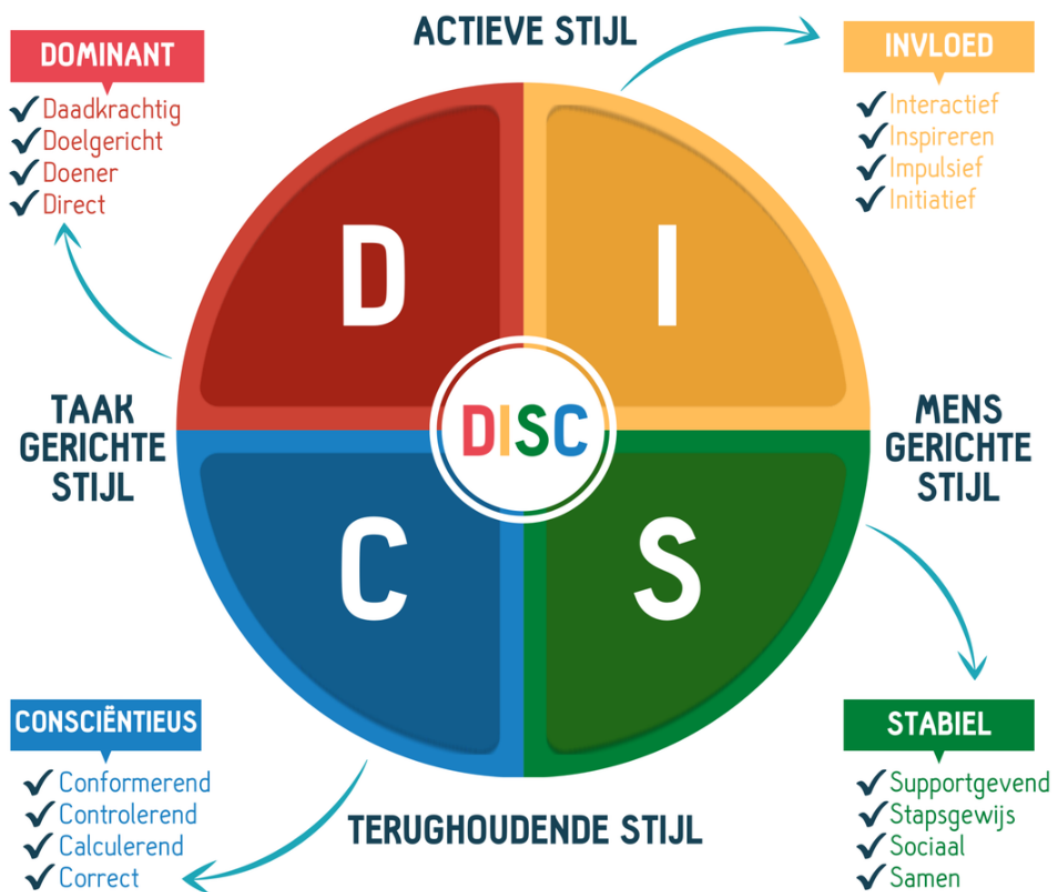 ACTIEVE STIJL
DOMINANT
Daadkrachtig
Doelgericht
Doener
Direct
INVLOED
Interactief
Inspireren
Impulsief
Initiatief
D
I
TAAK
GERICHTE
STIJL
DISC
MENS
GERICHTE
STIJL
C
S
CONSCIËNTIEUS
Conformerend
Controlerend
Calculerend
Correct
TERUGHOUDENDE STIJL
STABIEL
Supportgevend
Stapsgewijs
Sociaal
Samen